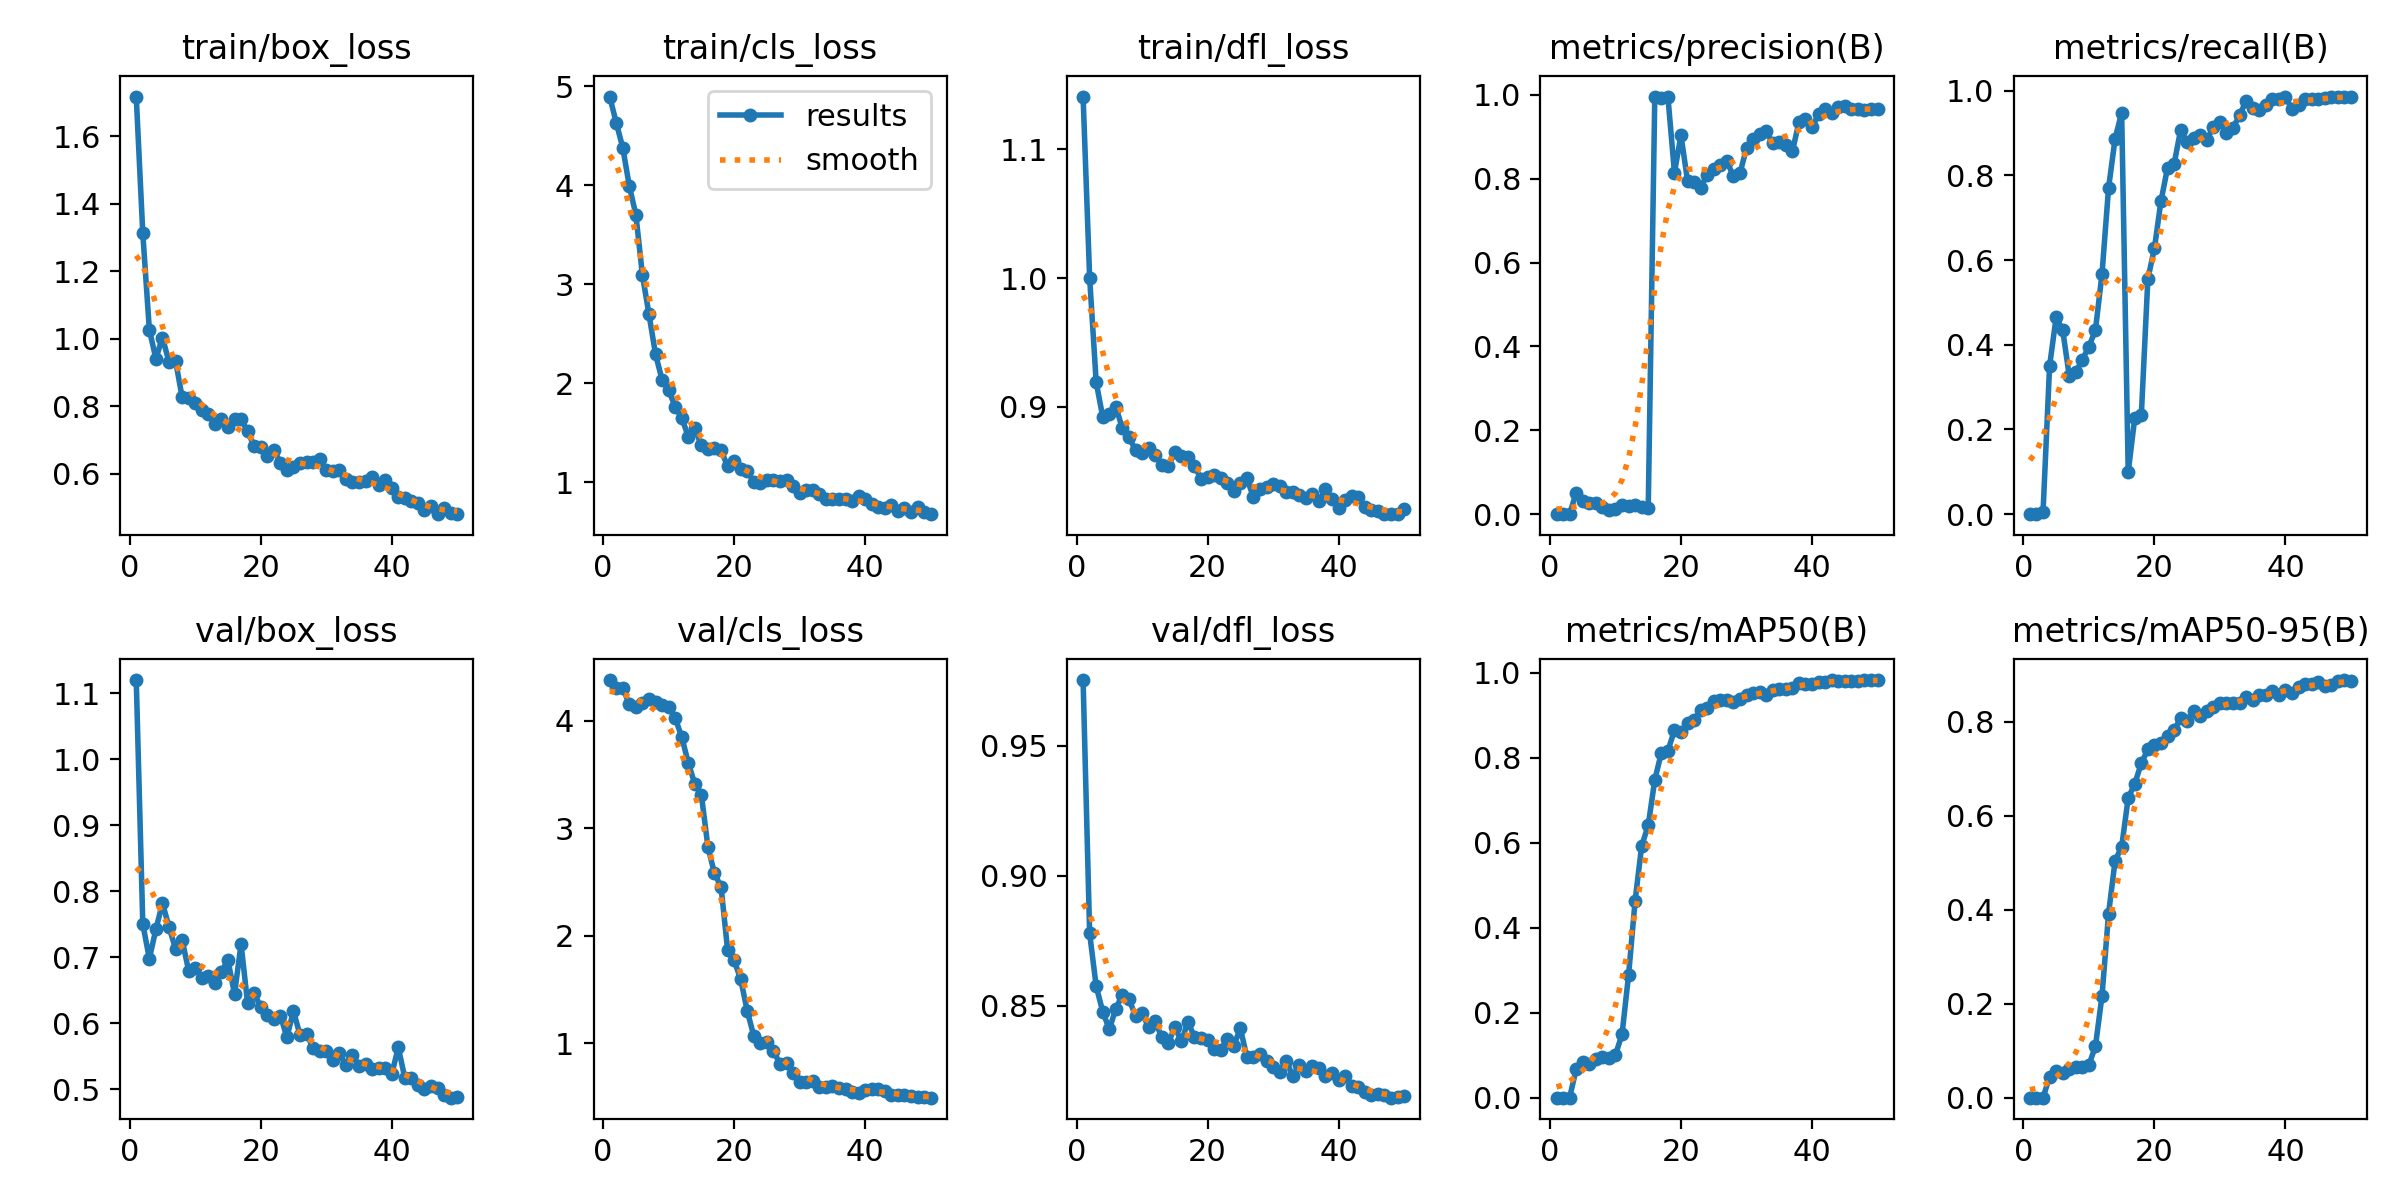 train/box_loss
1.6
1.4
1.2
1.0
0.8
0.6
0 20 40
train/cls_loss
results
smooth
5
4
3
2
1
0 20 40
train/dfl_loss
1.1
1.0
0.9
0 20 40
metrics/precision(B)
1.0
0.8
0.6
0.4
0.2
0.0
0 20 40
metrics/recall(B)
1.0
0.8
0.6
0.4
0.2
0.0
0 20 40
val/box_loss
1.1
1.0
0.9
0.8
0.7
0.6
0.5
0 20 40
val/cls_loss
4
3
2
1
0 20 40
val/dfl_loss
0.95
0.90
0.85
0 20 40
metrics/mAP50(B)
1.0
0.8
0.6
0.4
0.2
0.0
0 20 40
metrics/mAP50-95(B)
0.8
0.6
0.4
0.2
0.0
0 20 40